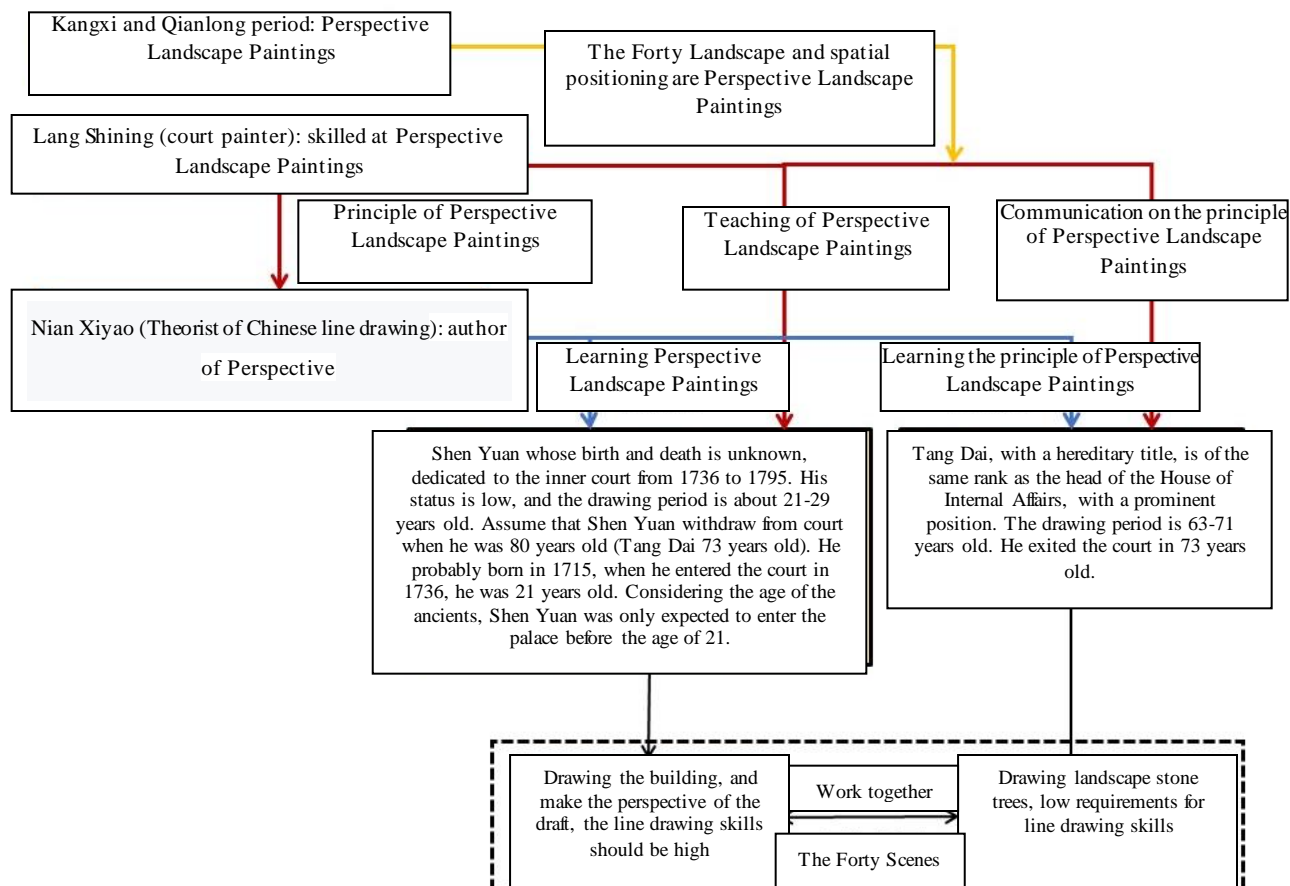 Kangxi and Qianlong period: Perspective
Landscape Paintings
The Forty Landscape and spatial
positioning are Perspective Landscape
Paintings
Lang Shining (court painter): skilled at Perspective
Landscape Paintings
Principle of Perspective
Landscape Paintings
Teaching of Perspective
Landscape Paintings
Communication on the principle
of Perspective Landscape
Paintings
Nian Xiyao (Theorist of Chinese line drawing): author
of Perspective
Learning Perspective
Landscape Paintings
Learning the principle of Perspective
Landscape Paintings
Shen Yuan whose birth and death is unknown,
dedicated to the inner court from 1736 to 1795. His
status is low, and the drawing period is about 21-29
years old. Assume that Shen Yuan withdraw from court
when he was 80 years old (Tang Dai 73 years old). He
probably born in 1715, when he entered the court in
1736, he was 21 years old. Considering the age of the
ancients, Shen Yuan was only expected to enter the
palace before the age of 21.
Tang Dai, with a hereditary title, is of the
same rank as the head of the House of
Internal Affairs, with a prominent
position. The drawing period is 63-71
years old. He exited the court in 73 years
old.
Drawing the building, and
make the perspective of the
draft, the line drawing skills
should be high
Work together
The Forty Scenes
Drawing landscape stone
trees, low requirements for
line drawing skills